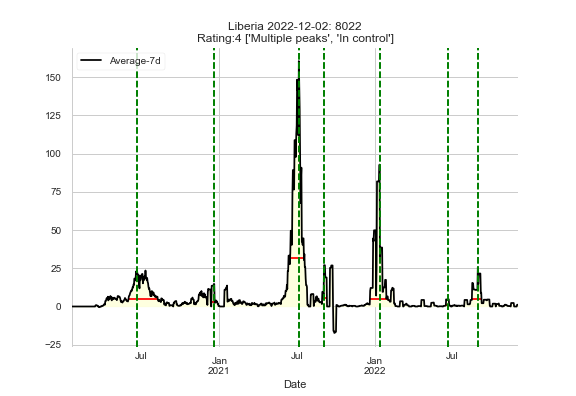 Liberia 2022-12-02: 8022
Rating:4 ['Multiple peaks', 'In control']
Average-7d
150
125
100
75
50
25
0
−25
Jul
Jan
2021
Jul
Jan
2022
Jul
Date